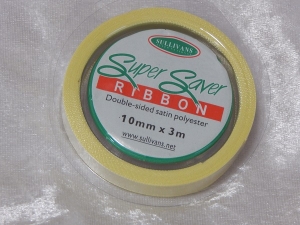 SULLIVANS
Super Saver
RIBBON
Double-sided satin polyester
10mm x 3m
www.sullivans.net